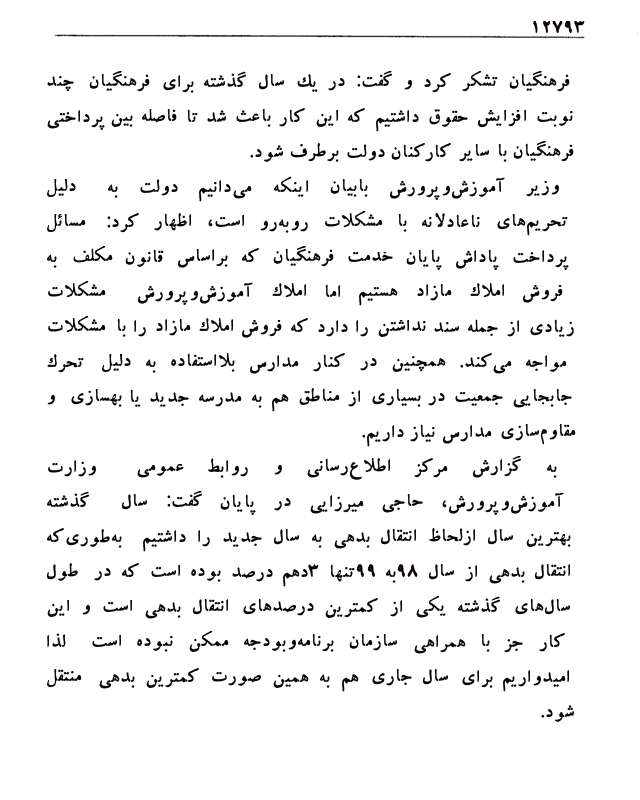 ۱۲۷۹۳
فرهنگیان تشکر کرد و گفت: در یك سال گذشته برای فرهنگیان چند
نوبت افزایش حقوق داشتیم که این کار باعث شد تا فاصله بین پرداختی
فرهنگیان با سایر کارکنان دولت برطرف شود.
وزیر آموزش‌وپرورش بابیان اینکه می‌دانیم دولت به دلیل
تحریم‌های ناعادلانه با مشکلات روبه‌رو است، اظهار کرد: مسائل
پرداخت پاداش پایان خدمت فرهنگیان که براساس قانون مکلف به
فروش املاك مازاد هستیم اما املاك آموزش‌وپرورش مشکلات
زیادی از جمله سند نداشتن را دارد که فروش املاك مازاد را با مشکلات
مواجه می‌کند. همچنین در کنار مدارس بلااستفاده به دلیل تحرك
جابجایی جمعیت در بسیاری از مناطق هم به مدرسه جدید یا بهسازی و
مقاوم‌سازی مدارس نیاز داریم.
به گزارش مرکز اطلاع‌رسانی و روابط عمومی وزارت
آموزش‌وپرورش، حاجی میرزایی در پایان گفت: سال گذشته
بهترین سال ازلحاظ انتقال بدهی به سال جدید را داشتیم به‌طوری‌که
انتقال بدهی از سال ۹۸به ۹۹تنها ۳دهم درصد بوده است که در طول
سال‌های گذشته یکی از کمترین درصدهای انتقال بدهی است و این
کار جز با همراهی سازمان برنامه‌وبودجه ممکن نبوده است لذا
امیدواریم برای سال جاری هم به همین صورت کمترین بدهی منتقل
شود.